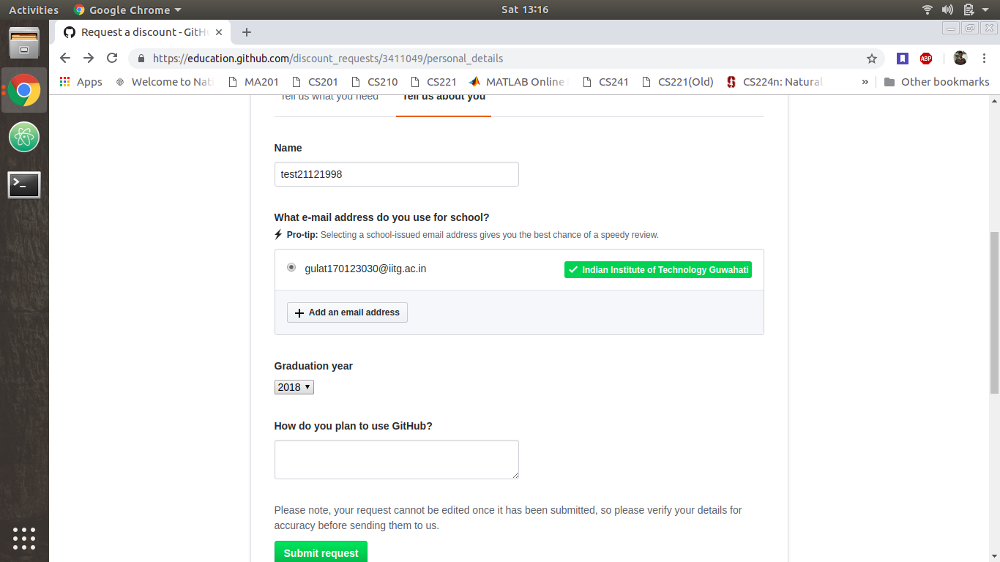 Activities Google Chrome Sat 13:16
Request a discount - GitH
https://education.github.com/discount_requests/3411049/personal_details ABP
Apps Welcome to Nati MA201 CS201 CS210 CS221 MATLAB Online CS241 CS221(Old) CS224n: Natural » Other bookmarks
Tell us what you need Tell us about you
Name
test21121998
What e-mail address do you use for school?
Pro-tip: Selecting a school-issued email address gives you the best chance of a speedy review.
gulat170123030@iitg.ac.in Indian Institute of Technology Guwahati
Add an email address
Graduation year
2018
How do you plan to use GitHub?
Please note, your request cannot be edited once it has been submitted, so please verify your details for
accuracy before sending them to us.
Submit request